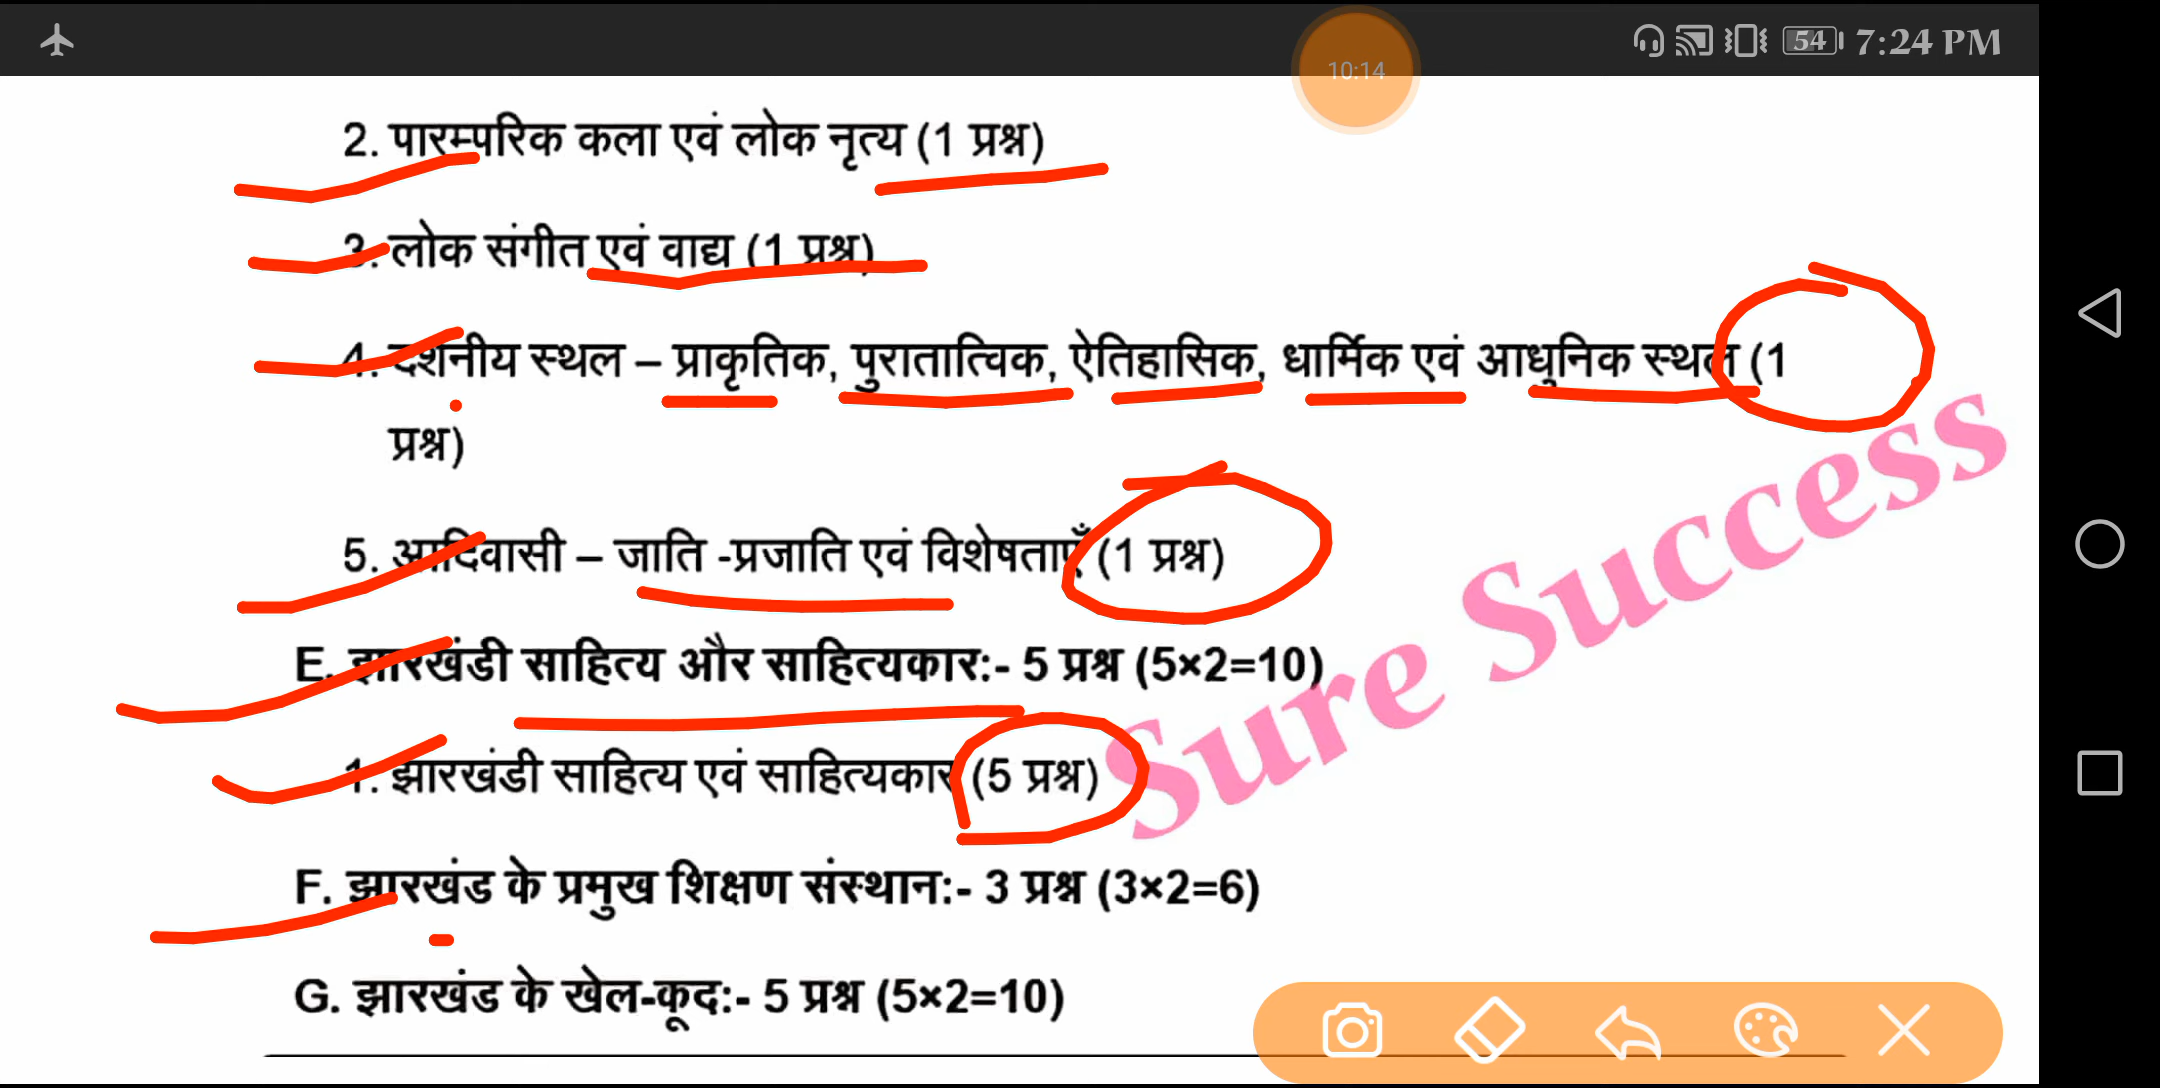 54 7:24 PM
10:14
2. पारम्परिक कला एवं लोक नृत्य (1 प्रश्न)
3. लोक संगीत एवं वाद्य (1 प्रश्न)
4. दर्शनीय स्थल – प्राकृतिक, पुरातात्विक, ऐतिहासिक, धार्मिक एवं आधुनिक स्थल (1
प्रश्न)
5. आदिवासी – जाति -प्रजाति एवं विशेषताएँ (1 प्रश्न)
E. झारखंडी साहित्य और साहित्यकार:- 5 प्रश्न (5×2=10)
1. झारखंडी साहित्य एवं साहित्यकार (5 प्रश्न)
F. झारखंड के प्रमुख शिक्षण संस्थान:- 3 प्रश्न (3×2=6)
G. झारखंड के खेल-कूद:- 5 प्रश्न (5×2=10)
Sure Success